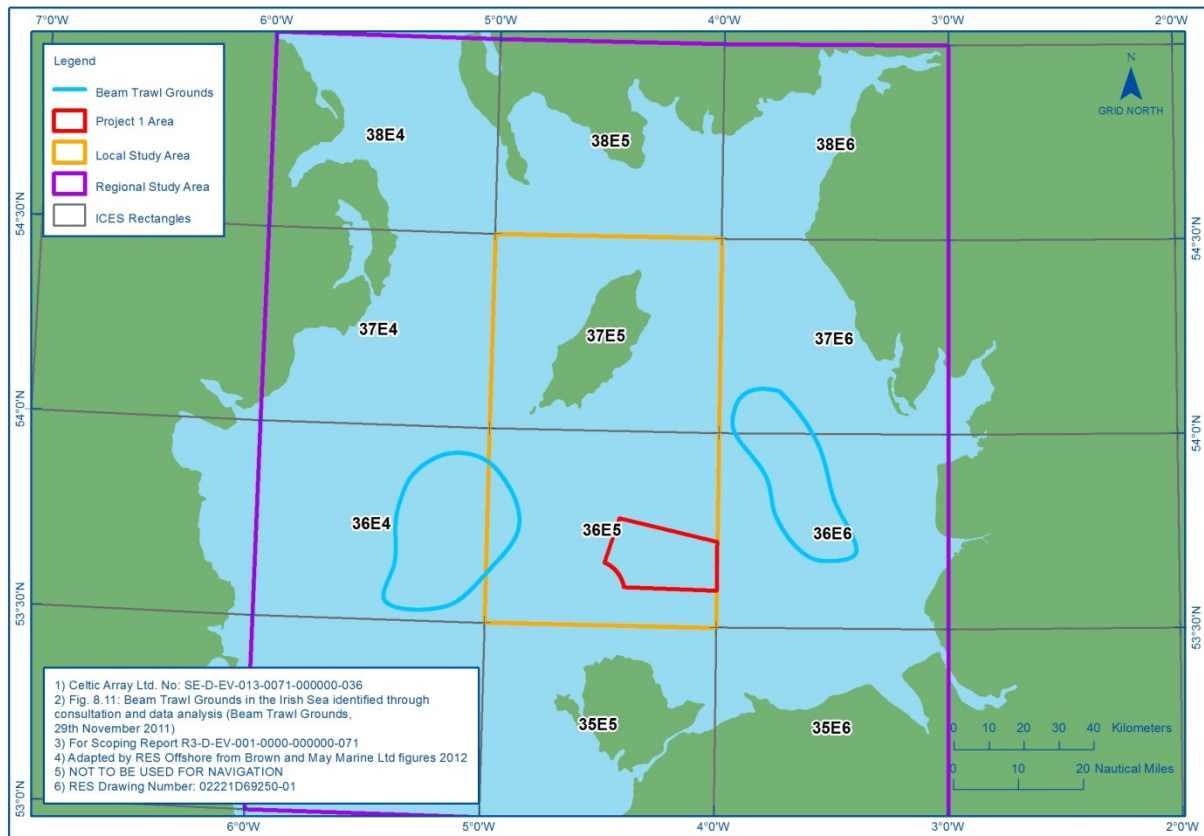 7°0'W 6°0'W 5°0'W 4°0'W 3°0'W 2°0'W
Legend
Beam Trawl Grounds
Project 1 Area
Local Study Area
Regional Study Area
ICES Rectangles
N
GRID NORTH
38E4 38E5 38E6
54°30'N 54°30'N
37E4 37E5 37E6
54°0'N 54°0'N
36E4 36E5 36E6
53°30'N 53°30'N
35E5 35E6
1) Celtic Array Ltd. No: SE-D-EV-013-0071-000000-036
2) Fig. 8.11: Beam Trawl Grounds in the Irish Sea identified through
consultation and data analysis (Beam Trawl Grounds,
29th November 2011)
3) For Scoping Report R3-D-EV-001-0000-000000-071
4) Adapted by RES Offshore from Brown and May Marine Ltd figures 2012
5) NOT TO BE USED FOR NAVIGATION
6) RES Drawing Number: 02221D69250-01
0 10 20 30 40 Kilometers
0 10 20 Nautical Miles
53°0'N 53°0'N
6°0'W 5°0'W 4°0'W 3°0'W 2°0'W